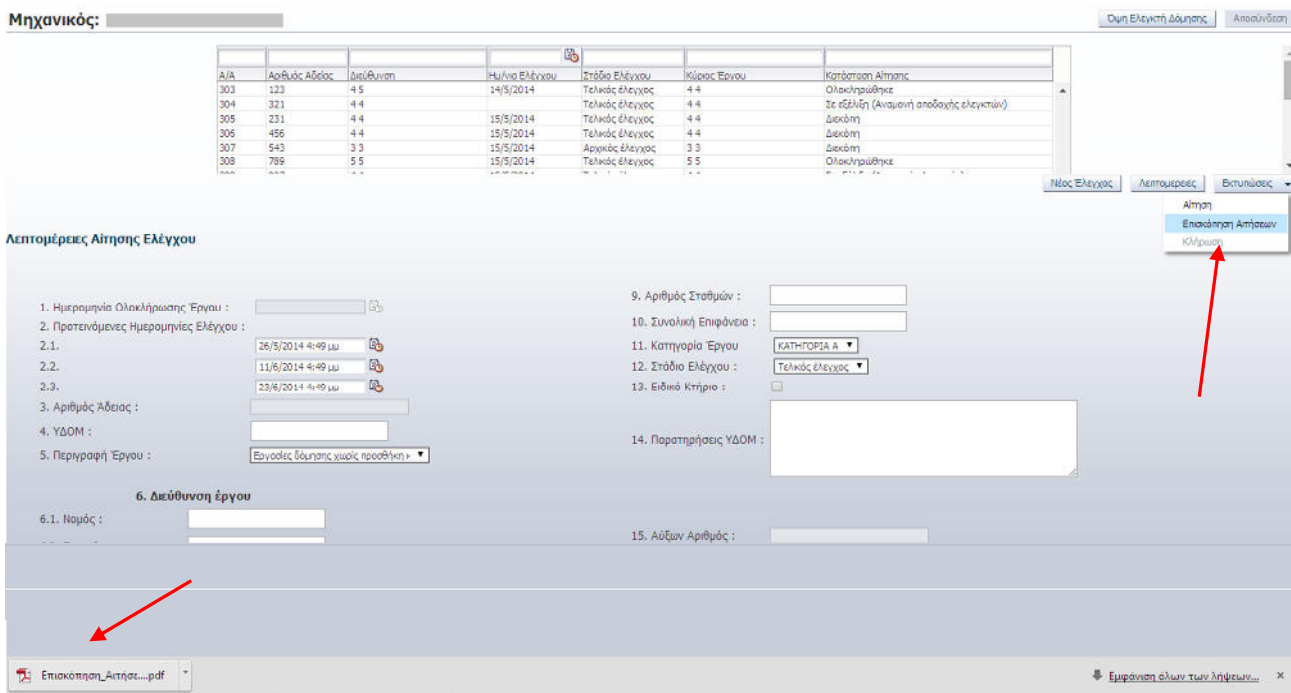 Μηχανικός:
Όψη Ελεγκτή Δόμησης Αποσύνδεση
Α/Α Αριθμός Αδείας Διεύθυνση Ημ/νια Ελέγχου Στάδιο Ελέγχου Κύριος Έργου Κατάσταση Αίτησης
303 123 4 5 14/5/2014 Τελικός έλεγχος 4 4 Ολοκληρώθηκε
304 321 4 4 Τελικός έλεγχος 4 4 Σε εξέλιξη (Αναμονή αποδοχής ελεγκτών)
305 231 4 4 15/5/2014 Τελικός έλεγχος 4 4 Διεκόπη
306 456 4 4 15/5/2014 Τελικός έλεγχος 4 4 Διεκόπη
307 543 3 3 15/5/2014 Αρχικός έλεγχος 3 3 Διεκόπη
308 789 5 5 15/5/2014 Τελικός έλεγχος 5 5 Ολοκληρώθηκε
Νέος Έλεγχος Λεπτομερειες Εκτυπώσεις
Αίτηση
Επισκόπηση Αιτήσεων
Κλήρωση
Λεπτομέρειες Αίτησης Ελέγχου
1. Ημερομηνία Ολοκλήρωσης Έργου :
2. Προτεινόμενες Ημερομηνίες Ελέγχου :
2.1. 26/5/2014 4:49 μμ
2.2. 11/6/2014 4:49 μμ
2.3. 23/6/2014 4:49 μμ
3. Αριθμός Άδειας :
4. ΥΔΟΜ :
5. Περιγραφή Έργου : Εργασίες δόμησης χωρίς προσθήκη κ
6. Διεύθυνση έργου
6.1. Νομός :
9. Αριθμός Σταθμών :
10. Συνολική Επιφάνεια :
11. Κατηγορία Έργου ΚΑΤΗΓΟΡΙΑ Α
12. Στάδιο Ελέγχου : Τελικός έλεγχος
13. Ειδικό Κτήριο :
14. Παρατηρήσεις ΥΔΟΜ :
15. Αύξων Αριθμός :
Επισκόπηση_Αιτήσε....pdf
Εμφάνιση όλων των λήψεων...